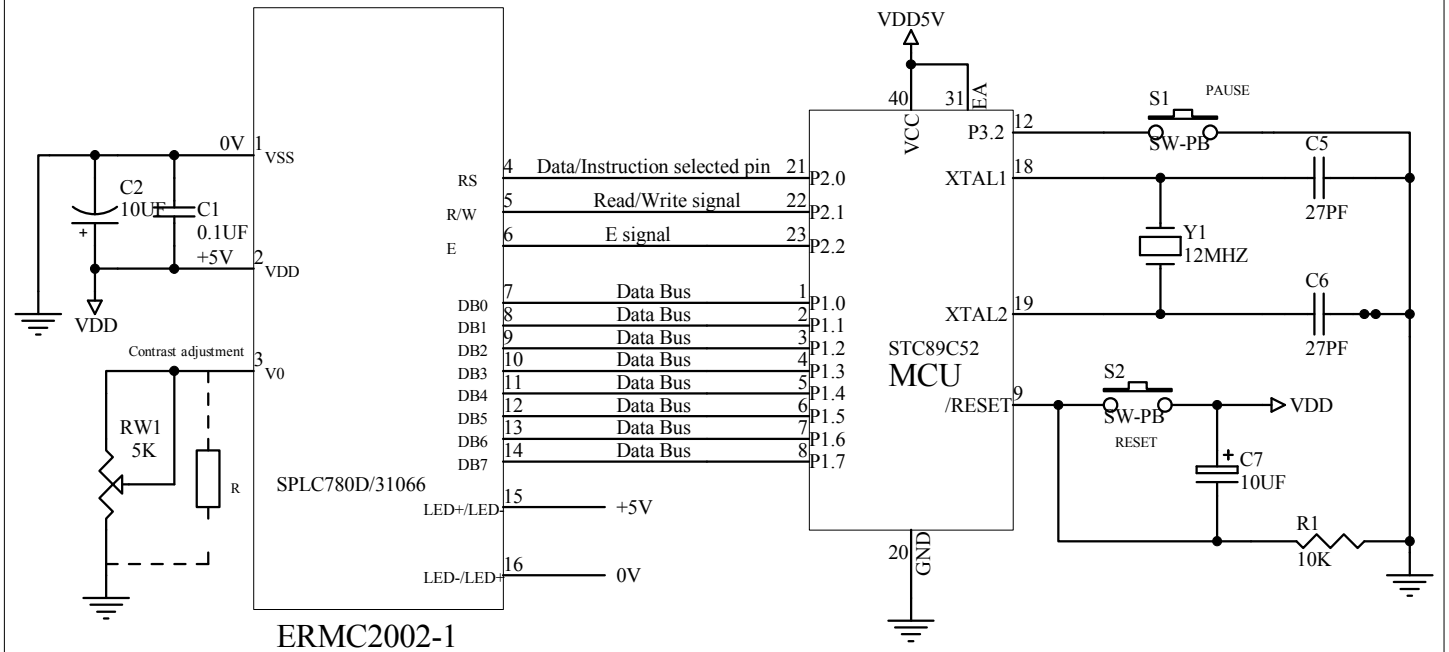 VDD5V
40
31
EA
VCC
S1
PAUSE
P3.2
12
SW-PB
C5
0V
1
VSS
4
Data/Instruction selected pin
21
RS
P2.0
XTAL1
18
C2
10UF
C1
0.1UF
5
Read/Write signal
22
R/W
P2.1
27PF
6
E signal
23
E
P2.2
Y1
12MHZ
+5V
2
VDD
VDD
7
Data Bus
1
DB0
P1.0
8
Data Bus
2
DB1
P1.1
9
Data Bus
3
DB2
P1.2
10
Data Bus
4
DB3
P1.3
11
Data Bus
5
DB4
P1.4
12
Data Bus
6
DB5
P1.5
13
Data Bus
7
DB6
P1.6
14
Data Bus
8
DB7
P1.7
C6
XTAL2
19
27PF
STC89C52
MCU
Contrast adjustment
3
V0
S2
/RESET
9
SW-PB
RESET
VDD
RW1
5K
R
SPLC780D/31066
+
C7
10UF
15
LED+/LED-
+5V
R1
10K
16
LED-/LED+
0V
20
GND
+
ERMC2002-1